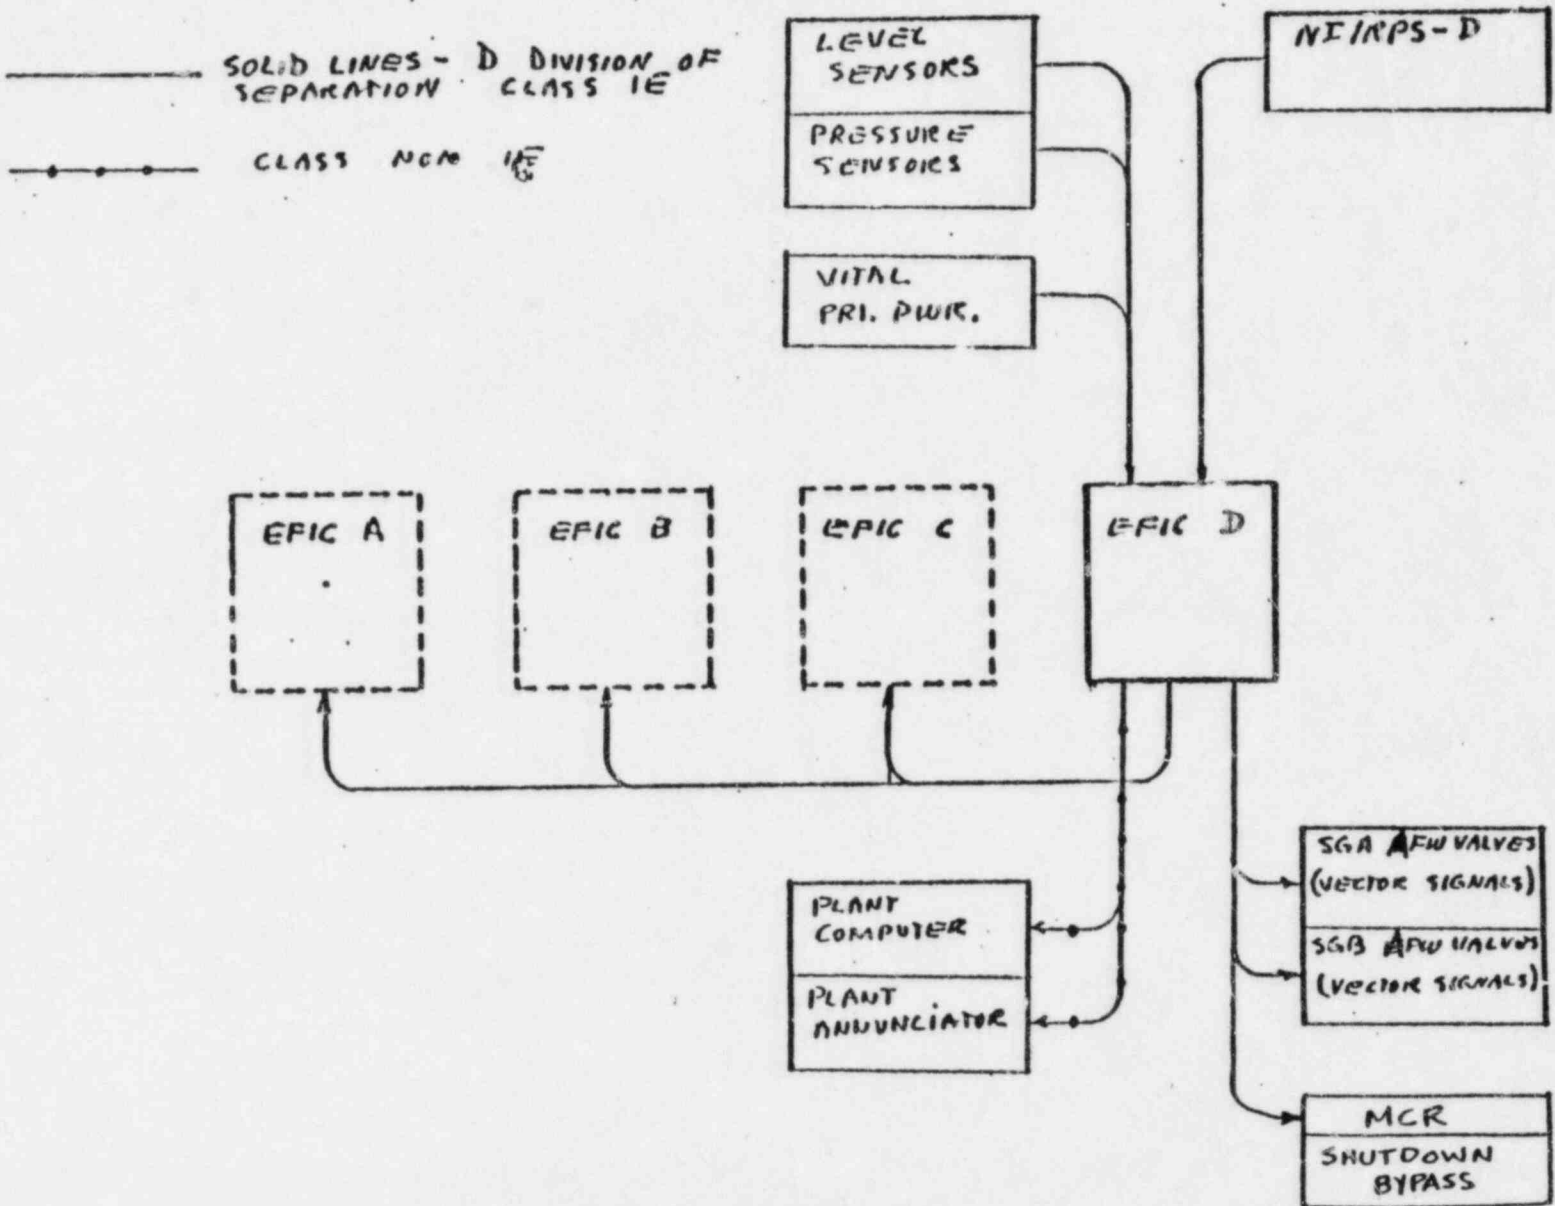 SOLID LINES - D DIVISION OF
SEPARATION CLASS 1E
CLASS NON 1E
LEVEL
SENSORS
PRESSURE
SENSORS
NI/RPS-D
VITAL
PRI. PWR.
EFIC A
EFIC B
EFIC C
EFIC D
PLANT
COMPUTER
PLANT
ANNUNCIATOR
SGA AFW VALVES
(VECTOR SIGNALS)
SGB AFW VALVES
(VECTOR SIGNALS)
MCR
SHUTDOWN
BYPASS